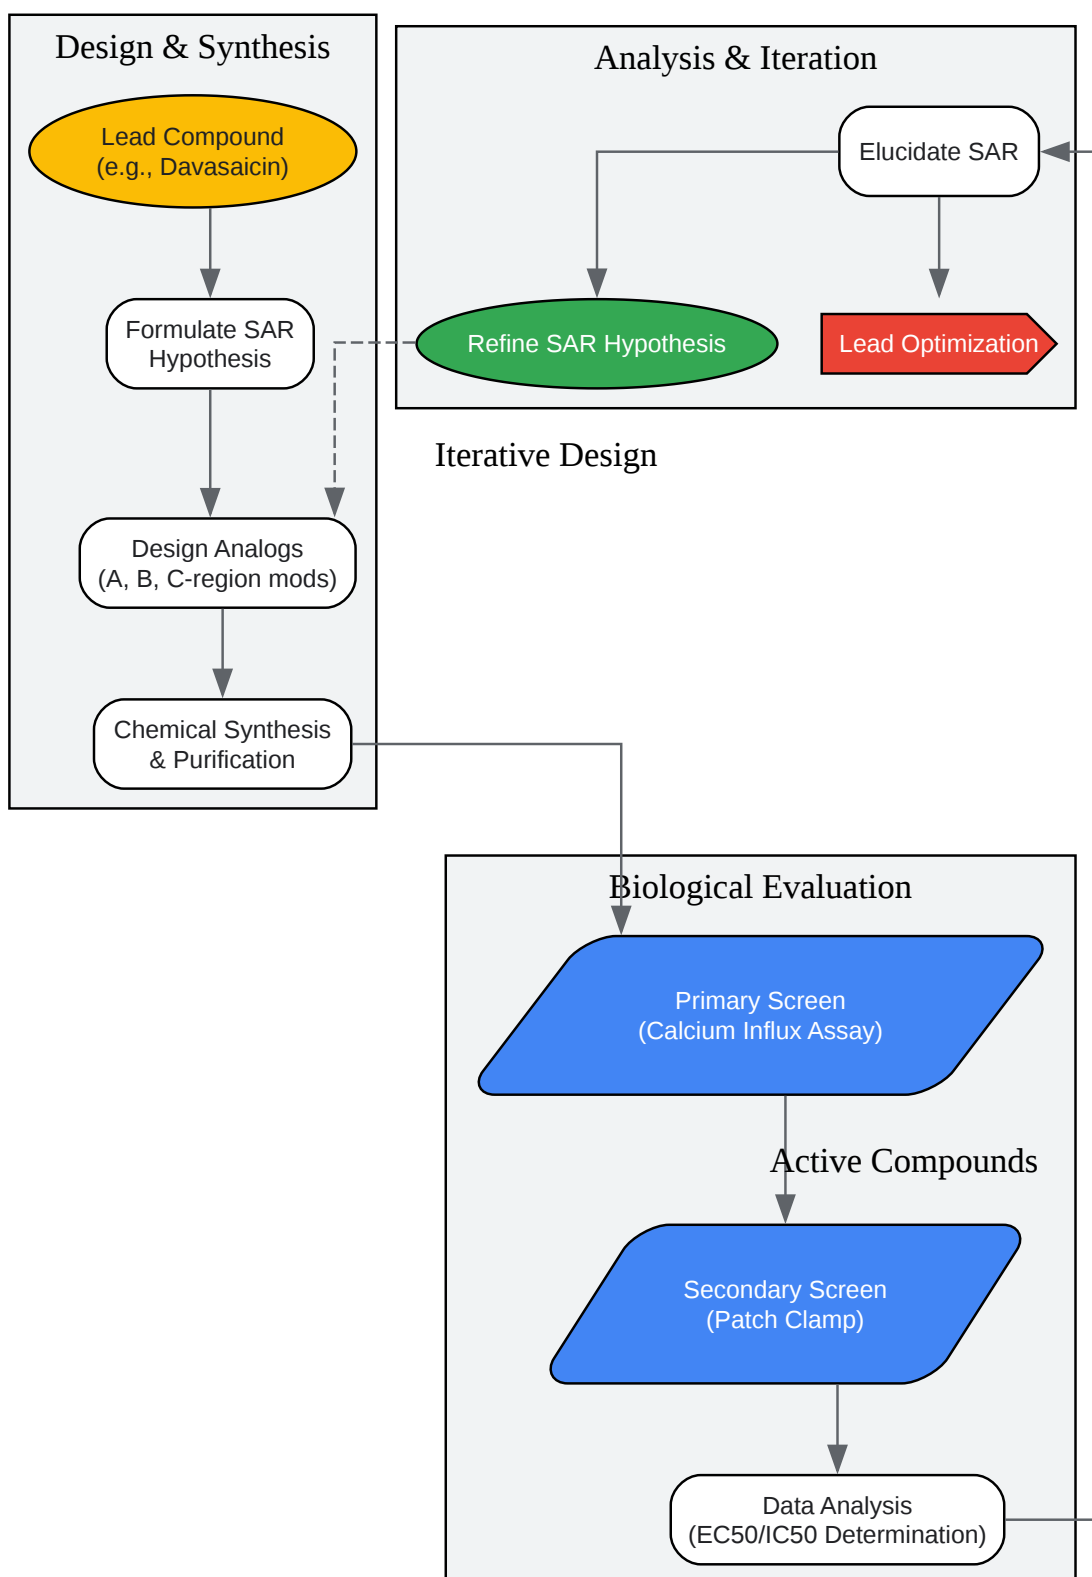 Design & Synthesis
Lead Compound
(e.g., Davasaicin)
Formulate SAR
Hypothesis
Design Analogs
(A, B, C-region mods)
Chemical Synthesis
& Purification
Analysis & Iteration
Elucidate SAR
Refine SAR Hypothesis
Lead Optimization
Iterative Design
Biological Evaluation
Primary Screen
(Calcium Influx Assay)
Active Compounds
Secondary Screen
(Patch Clamp)
Data Analysis
(EC50/IC50 Determination)